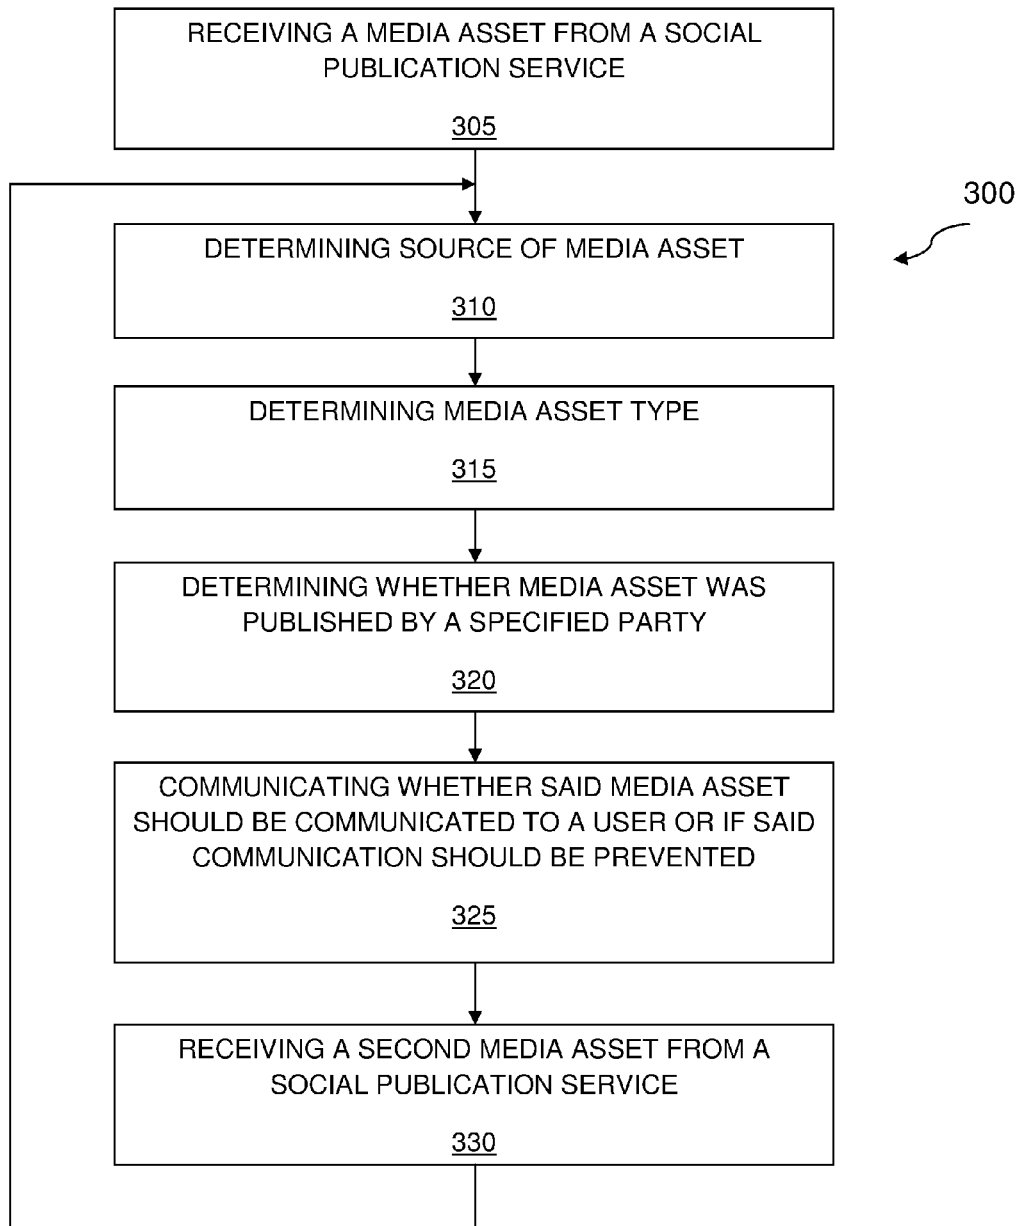 RECEIVING A MEDIA ASSET FROM A SOCIAL
PUBLICATION SERVICE
305
300
DETERMINING SOURCE OF MEDIA ASSET
310
DETERMINING MEDIA ASSET TYPE
315
DETERMINING WHETHER MEDIA ASSET WAS
PUBLISHED BY A SPECIFIED PARTY
320
COMMUNICATING WHETHER SAID MEDIA ASSET
SHOULD BE COMMUNICATED TO A USER OR IF SAID
COMMUNICATION SHOULD BE PREVENTED
325
RECEIVING A SECOND MEDIA ASSET FROM A
SOCIAL PUBLICATION SERVICE
330